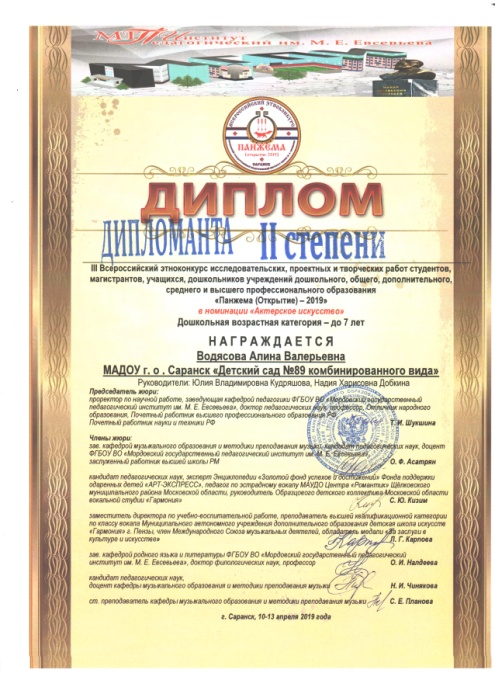 МГПИ ИНСТИТУТ
педагогический им. М. Е. Евсевьева
ВСЕРОССИЙСКИЙ ЭТНОКОНКУРС
ПАНЖЕМА
(открытие 2019)
САРАНСК
ДИПЛОМ
ДИПЛОМАНТА II степени
III Всероссийский этноконкурс исследовательских, проектных и творческих работ студентов,
магистрантов, учащихся, дошкольников учреждений дошкольного, общего, дополнительного,
среднего и высшего профессионального образования
«Панжема (Открытие) – 2019»
в номинации «Актерское искусство»
Дошкольная возрастная категория – до 7 лет
НАГРАЖДАЕТСЯ
Водясова Алина Валерьевна
МАДОУ г. о . Саранск «Детский сад №89 комбинированного вида»
Руководители: Юлия Владимировна Кудряшова, Надия Харисовна Добкина
Председатель жюри:
проректор по научной работе, заведующая кафедрой педагогики ФГБОУ ВО «Мордовский государственный
педагогический институт им. М. Е. Евсевьева», доктор педагогических наук, профессор, Отличник народного
образования, Почетный работник высшего профессионального образования РФ,
Почетный работник науки и техники РФ Т. И. Шукшина
Члены жюри:
зав. кафедрой музыкального образования и методики преподавания музыки, кандидат педагогических наук, доцент
ФГБОУ ВО «Мордовский государственный педагогический институт им. М. Е. Евсевьева»,
заслуженный работник высшей школы РМ О. Ф. Асатрян
кандидат педагогических наук, эксперт Энциклопедии «Золотой фонд успехов и достижений» Фонда поддержки
одаренных детей «АРТ-ЭКСПРЕСС», педагог по эстрадному вокалу МАУДО Центра «Романтик» Щёлковского
муниципального района Московской области, руководитель Образцового детского коллектива Московской области
вокальной студии «Гармония» С. Ю. Кизим
заместитель директора по учебно-воспитательной работе, преподаватель высшей квалификационной категории
по классу вокала Муниципального автономного учреждения дополнительного образования детская школа искусств
«Гармония» г. Пензы, член Международного Союза музыкальных деятелей, обладатель медали «За заслуги в
культуре и искусстве» Л. Г. Карпова
зав. кафедрой родного языка и литературы ФГБОУ ВО «Мордовский государственный педагогический
институт им. М. Е. Евсевьева», доктор филологических наук, профессор О. И. Налдеева
кандидат педагогических наук,
доцент кафедры музыкального образования и методики преподавания музыки Н. И. Чинякова
ст. преподаватель кафедры музыкального образования и методики преподавания музыки С. Е. Планова
г. Саранск, 10-13 апреля 2019 года